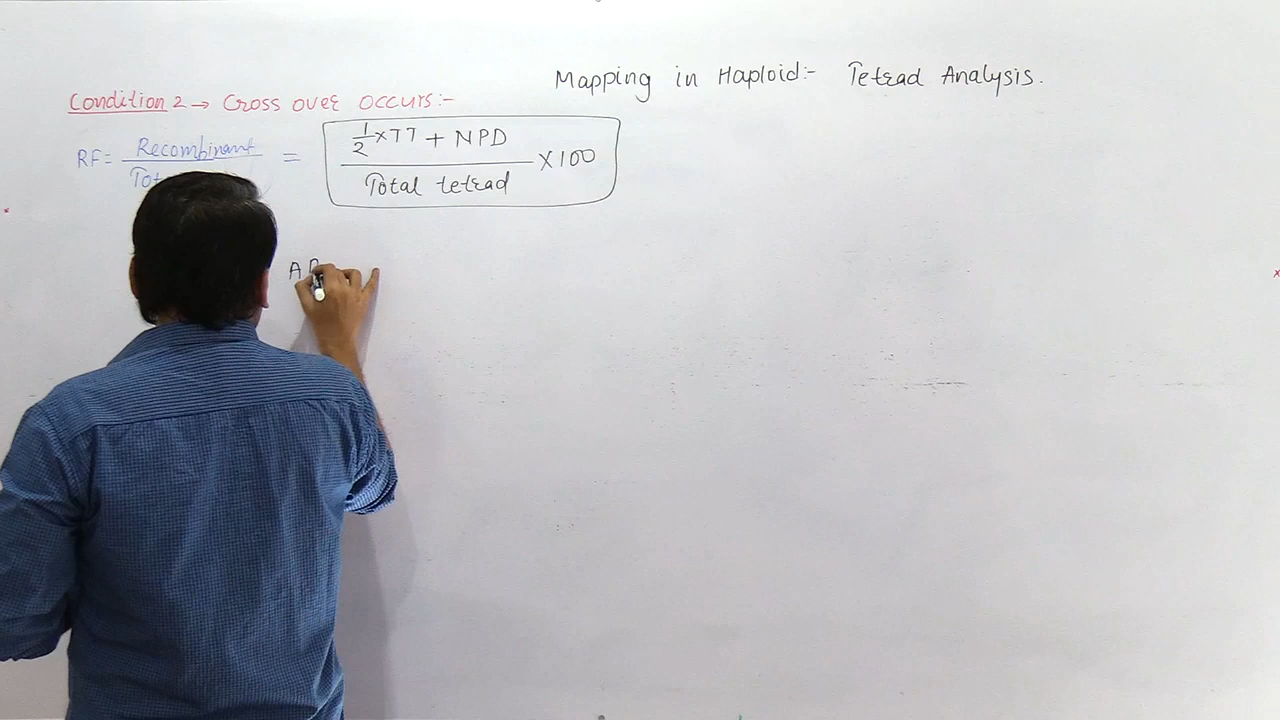 Mapping in Haploid:- Tetrad Analysis.
Condition 2 → Cross over occurs:-
RF = Recombinant / = 1/2 × TT + NPD / Total tetrad × 100
A